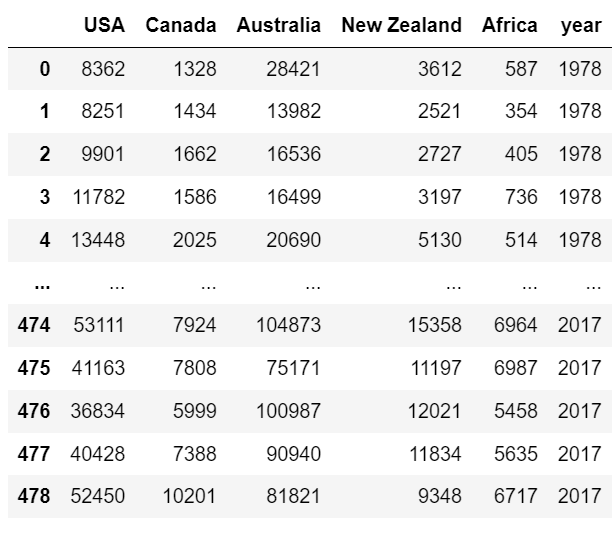 USA Canada Australia New Zealand Africa year
0 8362 1328 28421 3612 587 1978
1 8251 1434 13982 2521 354 1978
2 9901 1662 16536 2727 405 1978
3 11782 1586 16499 3197 736 1978
4 13448 2025 20690 5130 514 1978
... ... ... ... ... ... ...
474 53111 7924 104873 15358 6964 2017
475 41163 7808 75171 11197 6987 2017
476 36834 5999 100987 12021 5458 2017
477 40428 7388 90940 11834 5635 2017
478 52450 10201 81821 9348 6717 2017